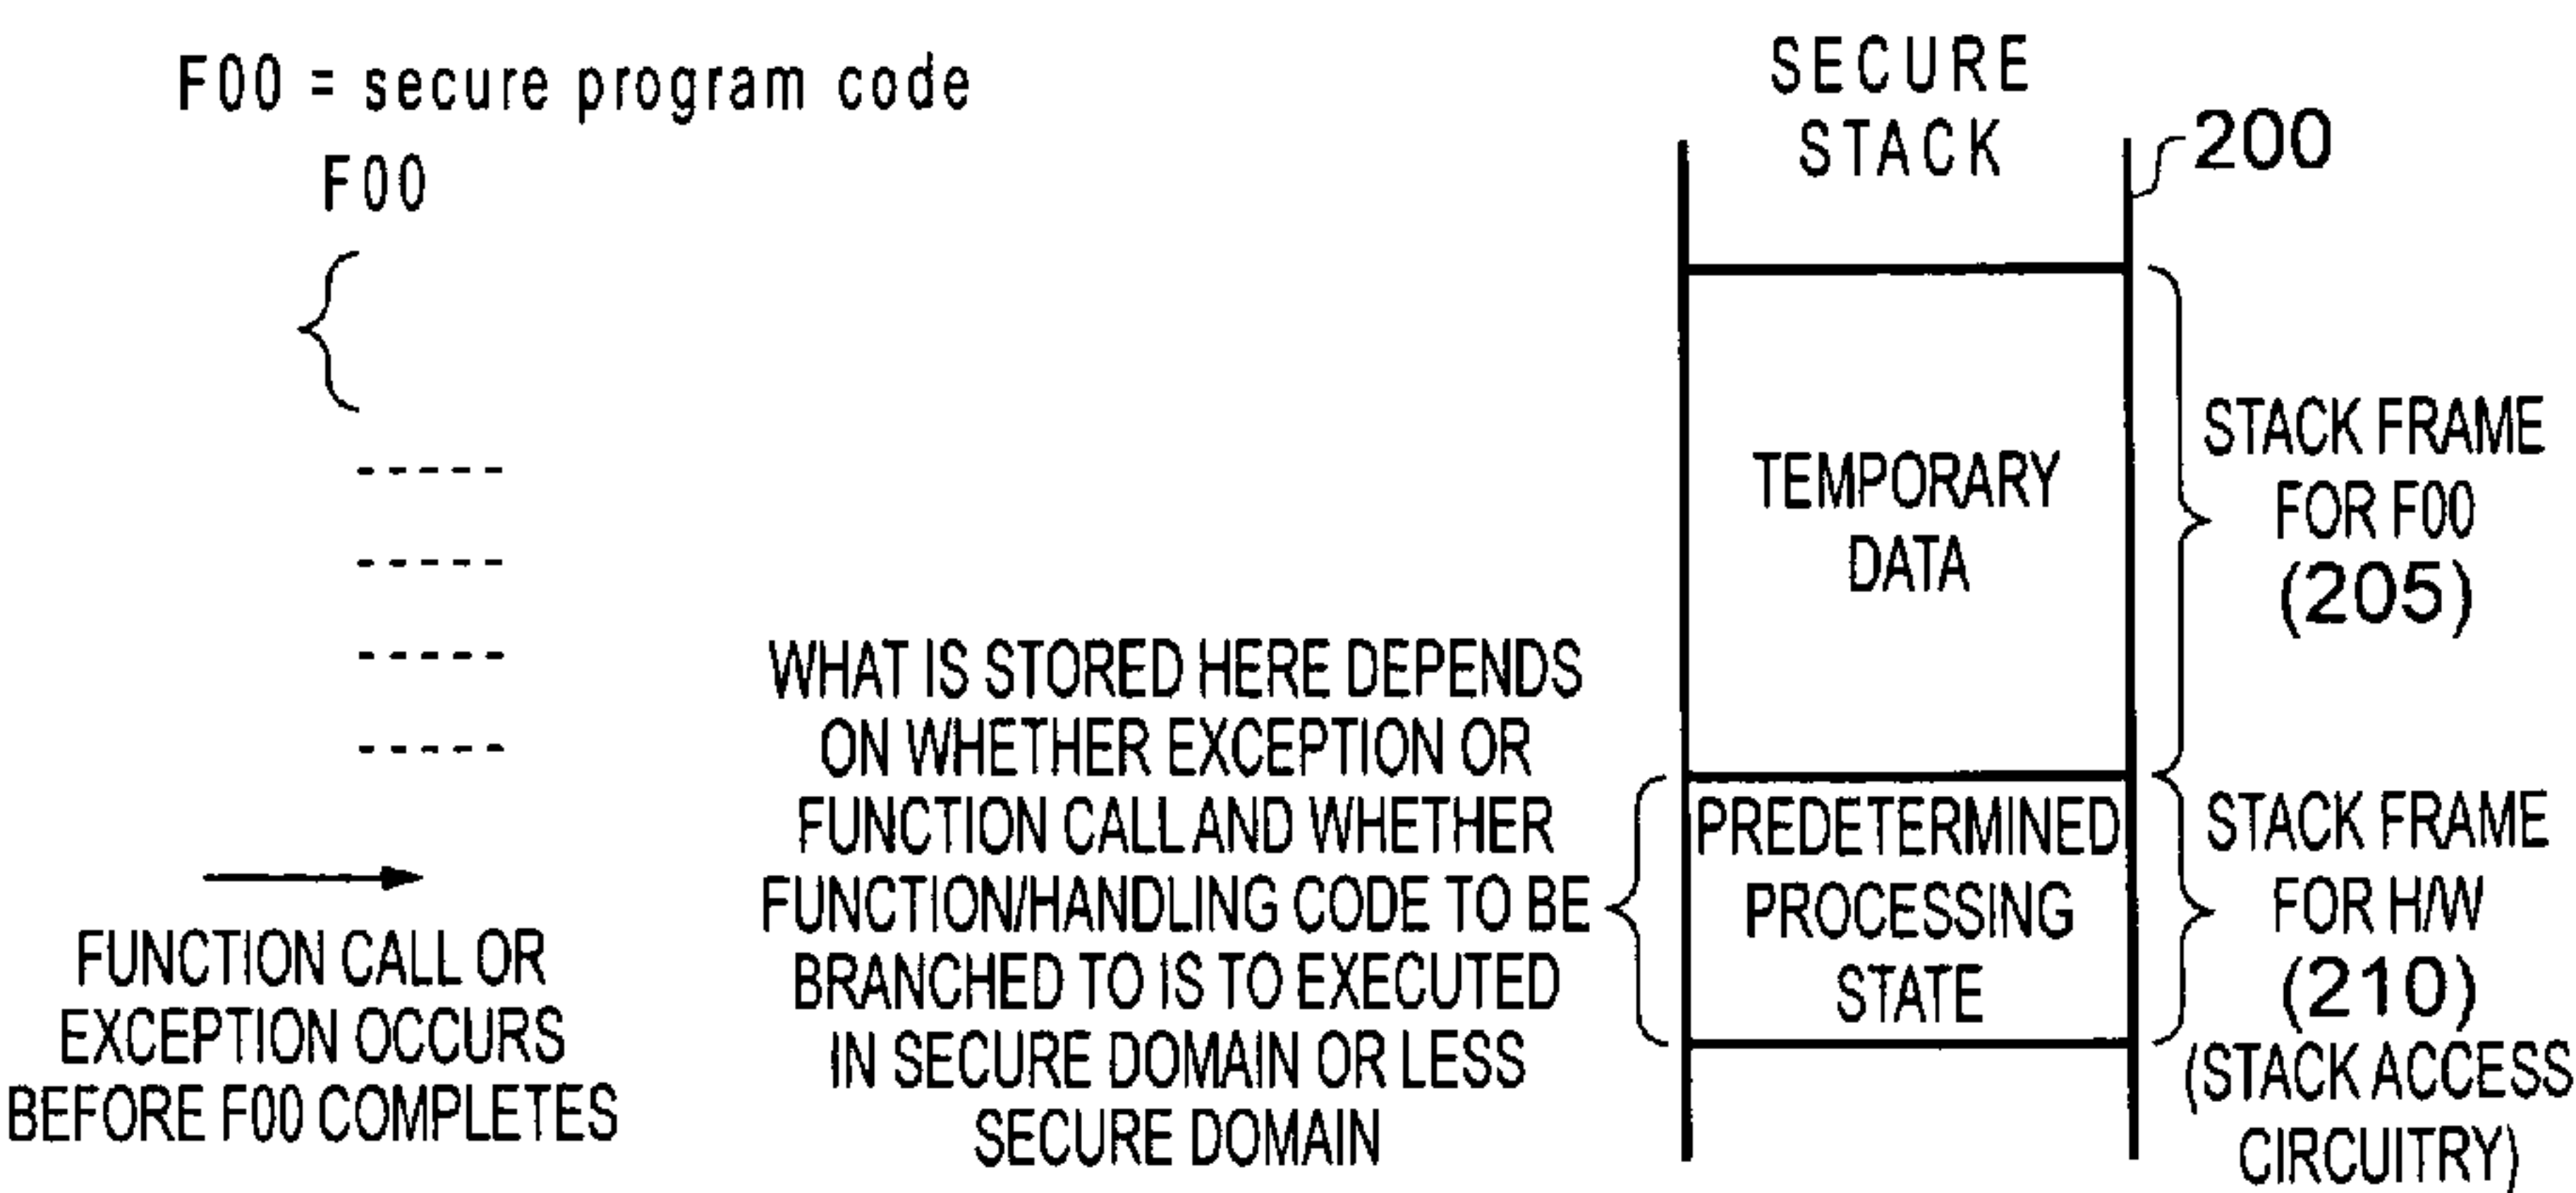 F00 = secure program code
F00
FUNCTION CALL OR
EXCEPTION OCCURS
BEFORE F00 COMPLETES
WHAT IS STORED HERE DEPENDS
ON WHETHER EXCEPTION OR
FUNCTION CALL AND WHETHER
FUNCTION/HANDLING CODE TO BE
BRANCHED TO IS TO EXECUTED
IN SECURE DOMAIN OR LESS
SECURE DOMAIN
SECURE
STACK
200
TEMPORARY
DATA
PREDETERMINED
PROCESSING
STATE
STACK FRAME
FOR F00
(205)
STACK FRAME
FOR H/W
(210)
(STACK ACCESS
CIRCUITRY)